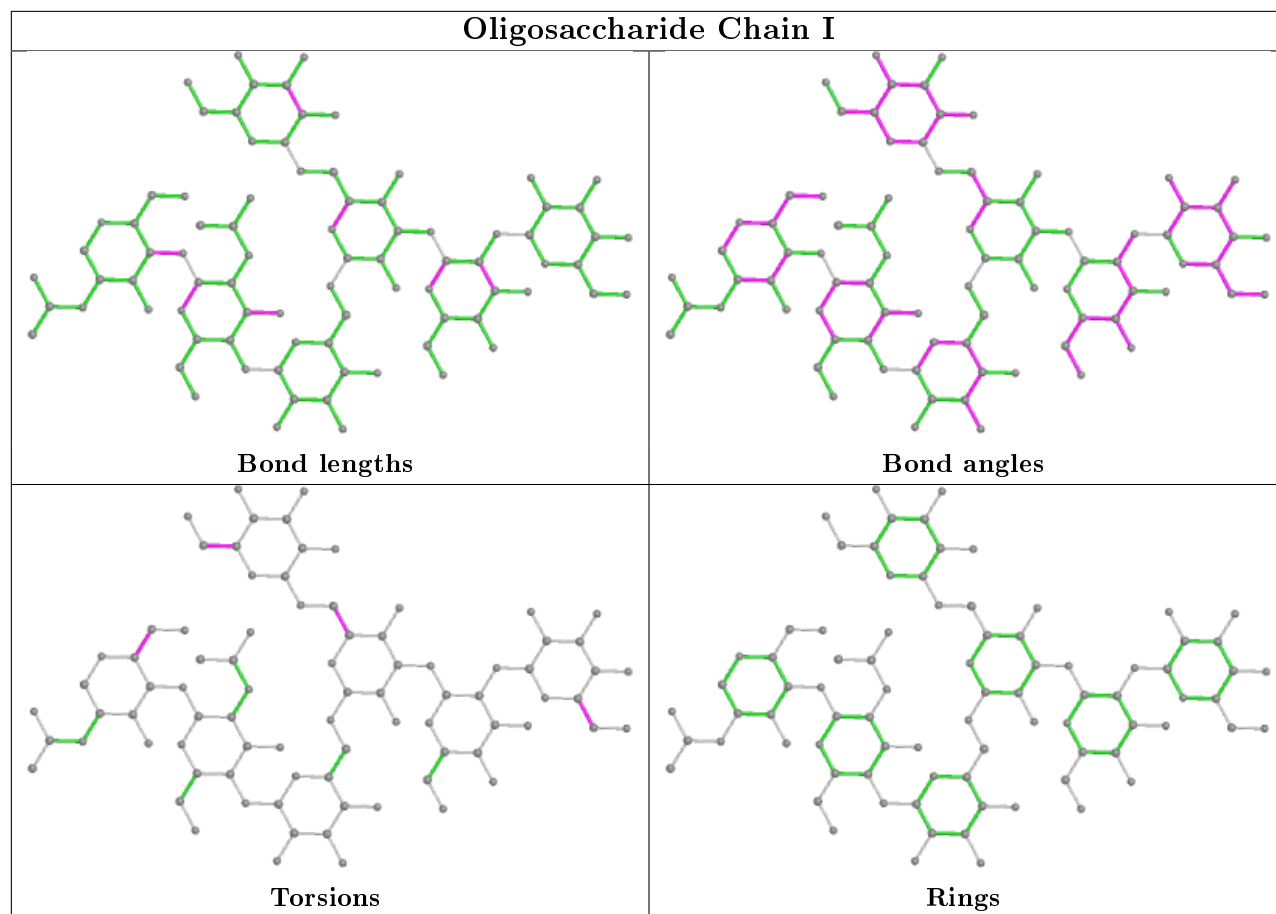 Oligosaccharide Chain I
Bond lengths
Bond angles
Torsions
Rings